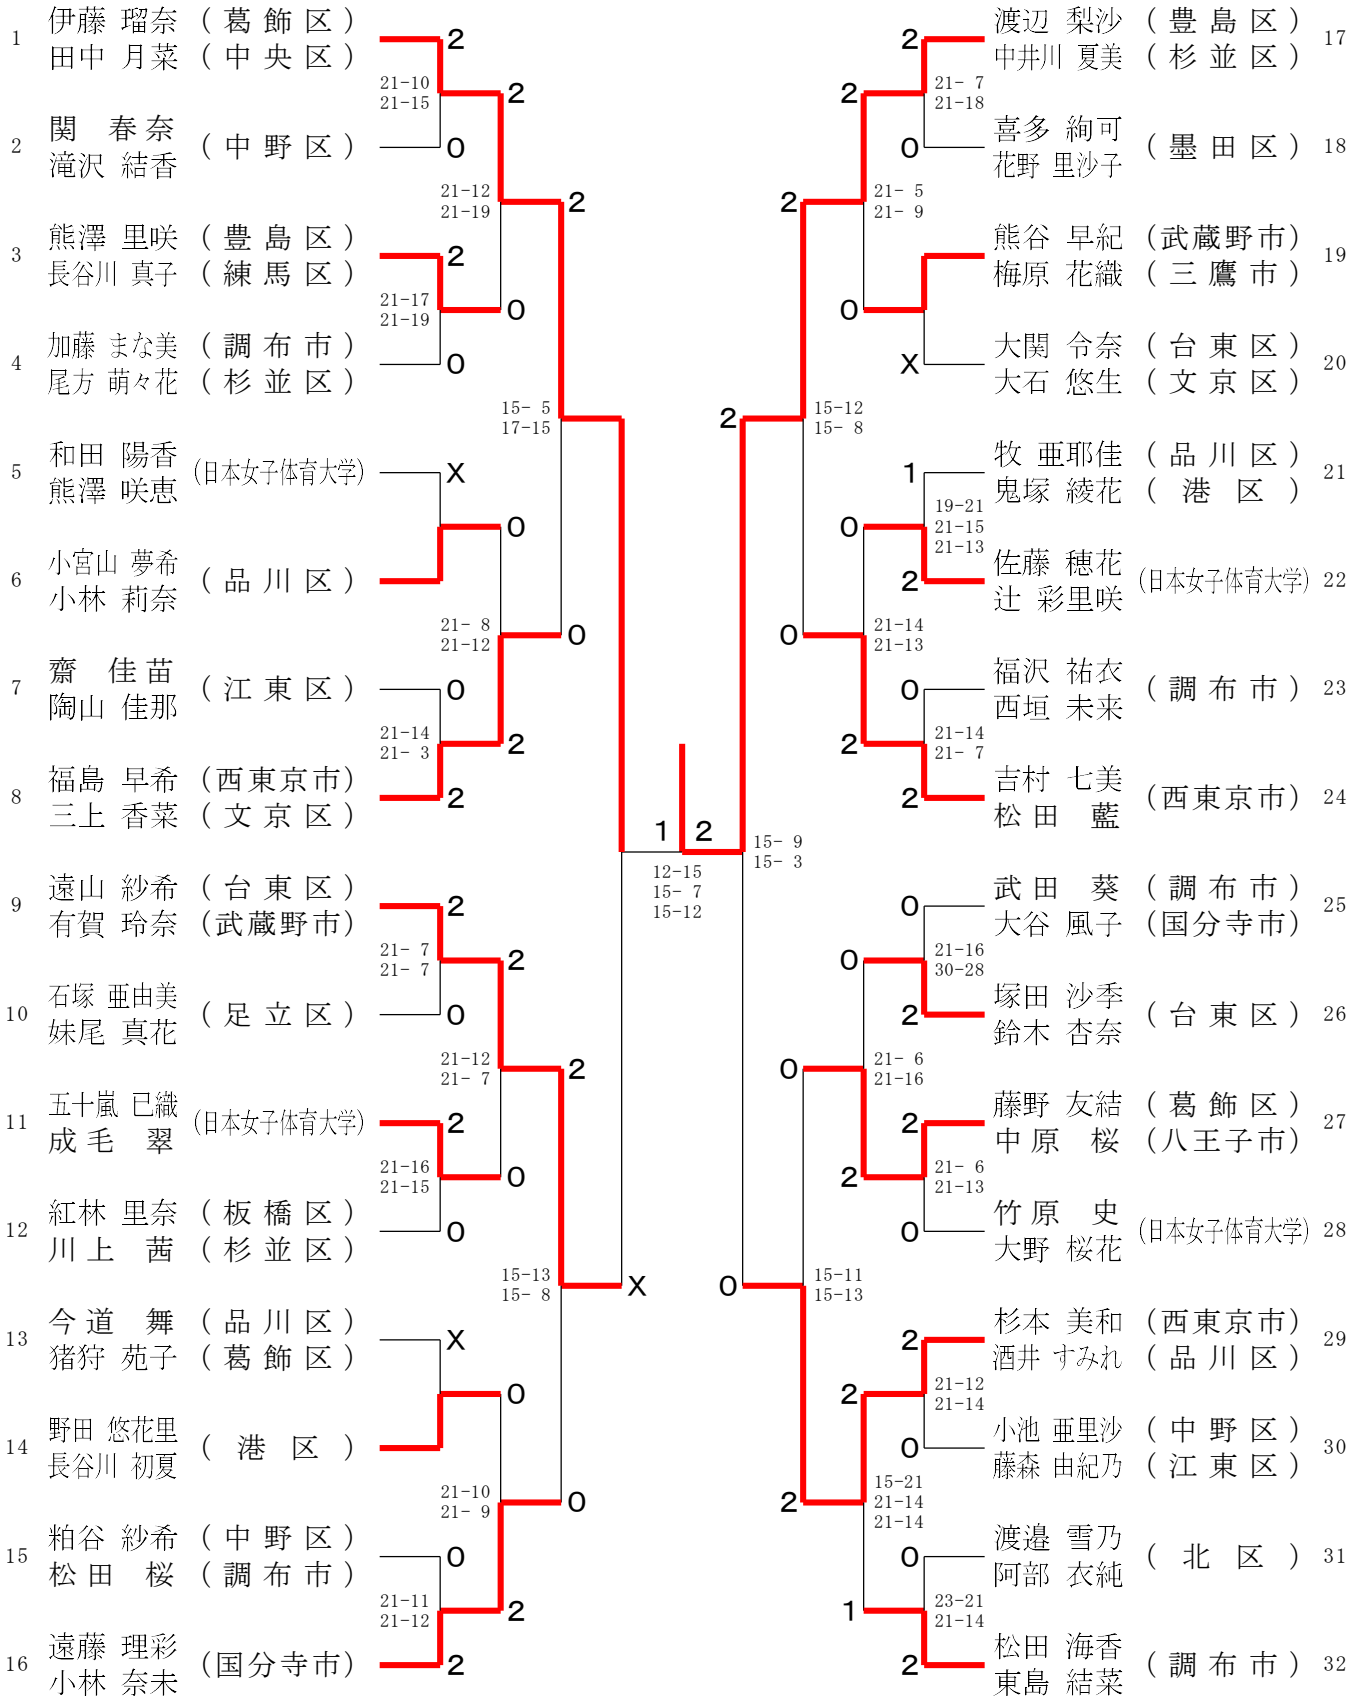 1 伊藤 瑠奈 (葛飾区)
田中 月菜 (中央区)
2
21-10
21-15
2
2 関 春奈
滝沢 結香 (中野区)
0
21-12
21-19
2
3 熊澤 里咲 (豊島区)
長谷川 真子 (練馬区)
2
21-17
21-19
0
4 加藤 まな美 (調布市)
尾方 萌々花 (杉並区)
0
15- 5
17-15
5 和田 陽香
熊澤 咲恵 (日本女子体育大学)
X
0
6 小宮山 夢希
小林 莉奈 (品川区)
21- 8
21-12
0
7 齋 佳苗
陶山 佳那 (江東区)
0
21-14
21- 3
2
8 福島 早希 (西東京市)
三上 香菜 (文京区)
2
1 2
12-15
15- 7
15-12
9 遠山 紗希 (台東区)
有賀 玲奈 (武蔵野市)
2
21- 7
21- 7
2
10 石塚 亜由美
妹尾 真花 (足立区)
0
21-12
21- 7
2
11 五十嵐 已織
成毛 翠 (日本女子体育大学)
2
21-16
21-15
0
12 紅林 里奈 (板橋区)
川上 茜 (杉並区)
0
15-13
15- 8
X
13 今道 舞 (品川区)
猪狩 苑子 (葛飾区)
X
0
14 野田 悠花里
長谷川 初夏 (港区)
21-10
21- 9
0
15 粕谷 紗希 (中野区)
松田 桜 (調布市)
0
21-11
21-12
2
16 遠藤 理彩
小林 奈未 (国分寺市)
2
2
渡辺 梨沙 (豊島区) 17
中井川 夏美 (杉並区)
2
21- 7
21-18
0
喜多 絢可
花野 里沙子 (墨田区) 18
2
21- 5
21- 9
熊谷 早紀 (武蔵野市) 19
梅原 花織 (三鷹市)
0
X
大関 令奈 (台東区) 20
大石 悠生 (文京区)
2
15-12
15- 8
1
牧 亜耶佳 (品川区) 21
鬼塚 綾花 (港区)
0
19-21
21-15
21-13
2
佐藤 穂花
辻 彩里咲 (日本女子体育大学) 22
0
21-14
21-13
0
福沢 祐衣
西垣 未来 (調布市) 23
2
21-14
21- 7
2
吉村 七美
松田 藍 (西東京市) 24
15- 9
15- 3
0
武田 葵 (調布市) 25
大谷 風子 (国分寺市)
0
21-16
30-28
2
塚田 沙季
鈴木 杏奈 (台東区) 26
0
21- 6
21-16
2
藤野 友結 (葛飾区) 27
中原 桜 (八王子市)
2
21- 6
21-13
0
竹原 史
大野 桜花 (日本女子体育大学) 28
0
15-11
15-13
2
杉本 美和 (西東京市) 29
酒井 すみれ (品川区)
2
21-12
21-14
0
小池 亜里沙 (中野区) 30
藤森 由紀乃 (江東区)
2
15-21
21-14
21-14
0
渡邉 雪乃
阿部 衣純 (北区) 31
1
23-21
21-14
2
松田 海香
東島 結菜 (調布市) 32